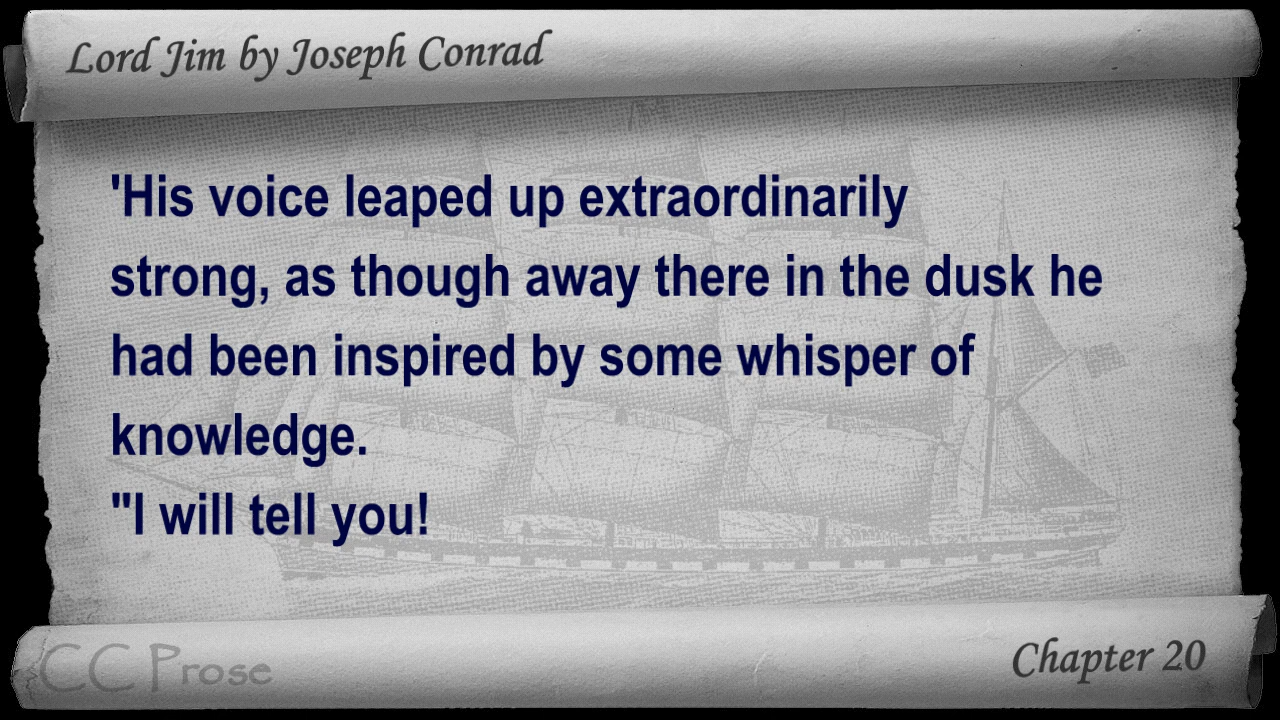 Lord Jim by Joseph Conrad
'His voice leaped up extraordinarily
strong, as though away there in the dusk he
had been inspired by some whisper of
knowledge.
"I will tell you!
CC Prose
Chapter 20